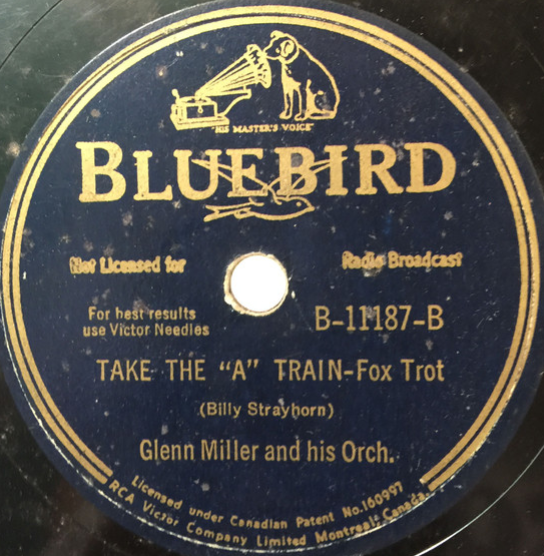 "HIS MASTER'S VOICE"
BLUEBIRD
Not Licensed for Radio Broadcast
For best results
use Victor Needles
B-11187-B
TAKE THE "A" TRAIN-Fox Trot
(Billy Strayhorn)
Glenn Miller and his Orch.
Licensed under Canadian Patent No.160997
RCA Victor Company Limited Montreal Canada.